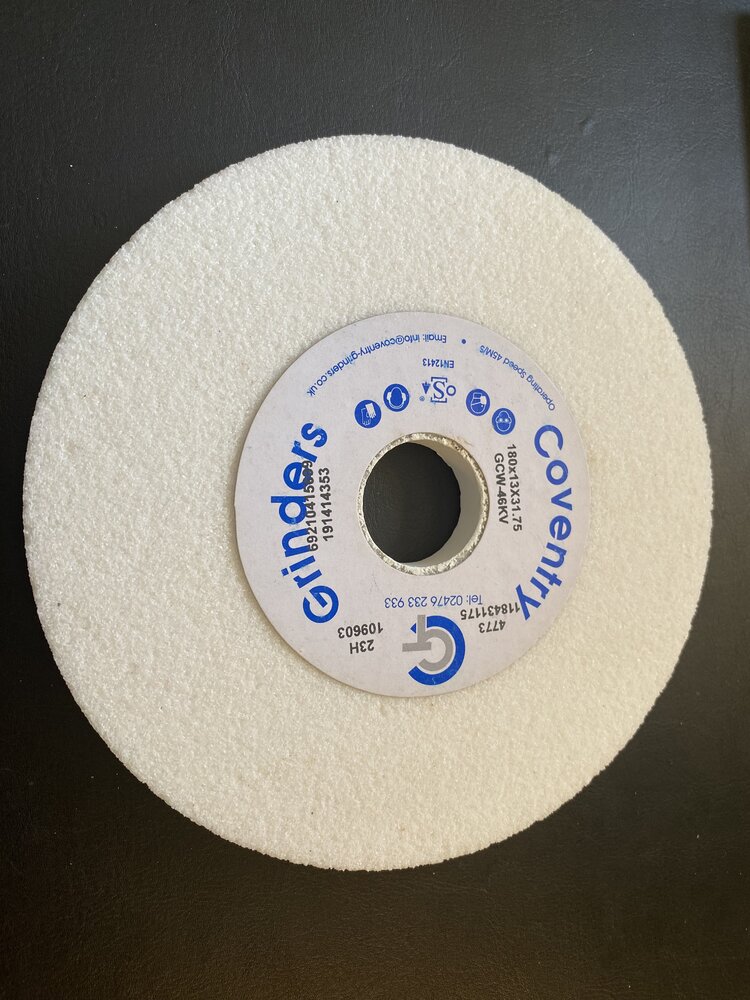 Coventry
Grinders
Operating Speed 45M/S • Email: info@coventry-grinders.co.uk
EN12413
oSa
®
180x13X31.75
GCW-46KV
191414353
Tel: 02476 233 933
4773
118431175
23H
109603